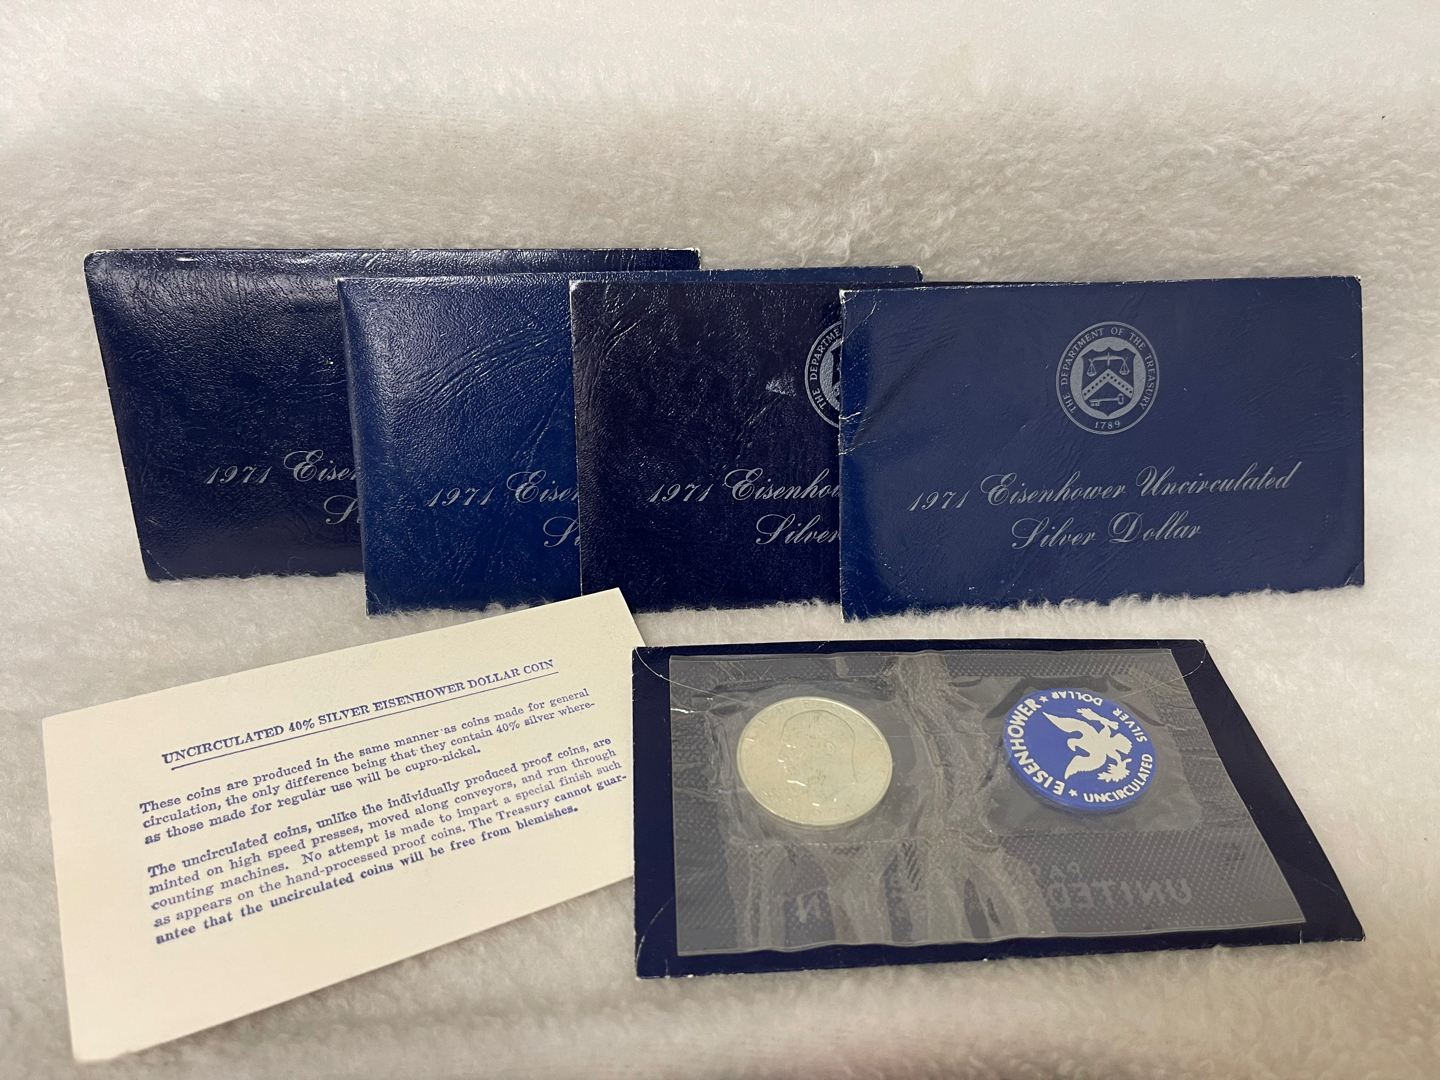 1971 Eisen
Sil
1971 Eisen
Sil
THE DEPARTME
1971 Eisenhow
Silver
THE DEPARTMENT OF THE TREASURY
1789
1971 Eisenhower Uncirculated
Silver Dollar
UNCIRCULATED 40% SILVER EISENHOWER DOLLAR COIN
These coins are produced in the same manner as coins made for general
circulation, the only difference being that they contain 40% silver where-
as those made for regular use will be cupro-nickel.
The uncirculated coins, unlike the individually produced proof coins, are
minted on high speed presses, moved along conveyors, and run through
counting machines. No attempt is made to impart a special finish such
as appears on the hand-processed proof coins. The Treasury cannot guar-
antee that the uncirculated coins will be free from blemishes.
★ EISENHOWER ★
UNCIRCULATED SILVER DOLLAR
UNITED